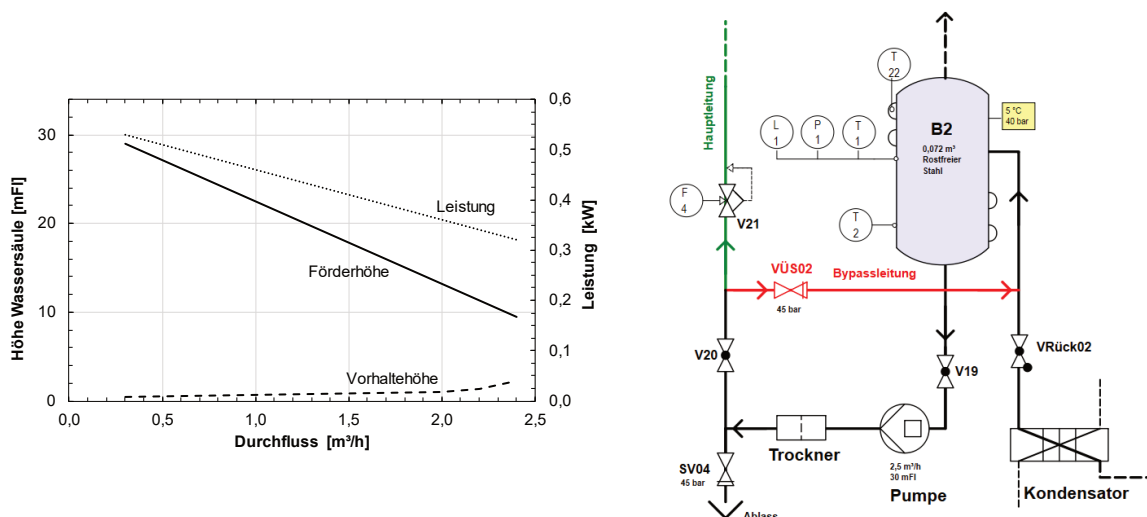 Höhe Wassersäule [mFl]
30
20
10
0
0,6
0,5
0,4
0,3
0,2
0,1
0,0
Leistung [kW]
Leistung
Förderhöhe
Vorhaltehöhe
0,0
0,5
1,0
1,5
2,0
2,5
Durchfluss [m³/h]
Hauptleitung
T
22
L
1
P
1
T
1
B2
0,072 m³
Rostfreier
Stahl
5 °C
40 bar
F
4
V21
T
2
VÜS02
Bypassleitung
45 bar
V20
V19
VRück02
Trockner
SV04
45 bar
2,5 m³/h
30 mFl
Pumpe
Kondensator
Ablass